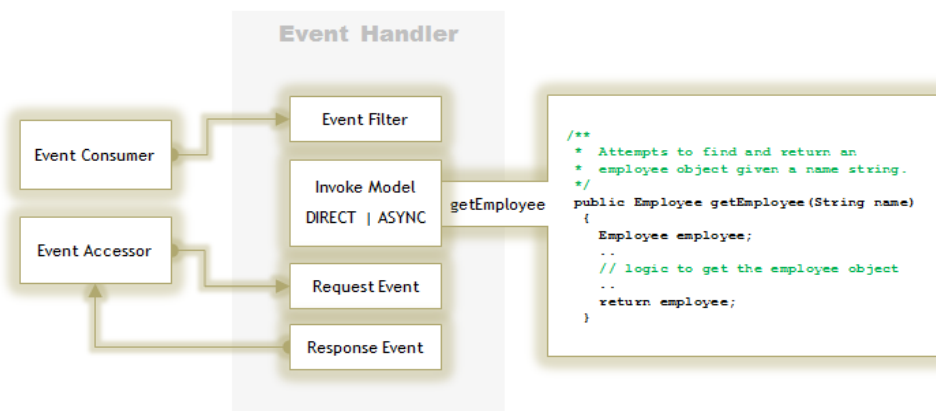 Event Handler
Event Filter
Event Consumer
Invoke Model
DIRECT | ASYNC
getEmployee
Event Accessor
Request Event
Response Event
/**
* Attempts to find and return an
* employee object given a name string.
*/
public Employee getEmployee(String name)
{
Employee employee;
..
// logic to get the employee object
..
return employee;
}